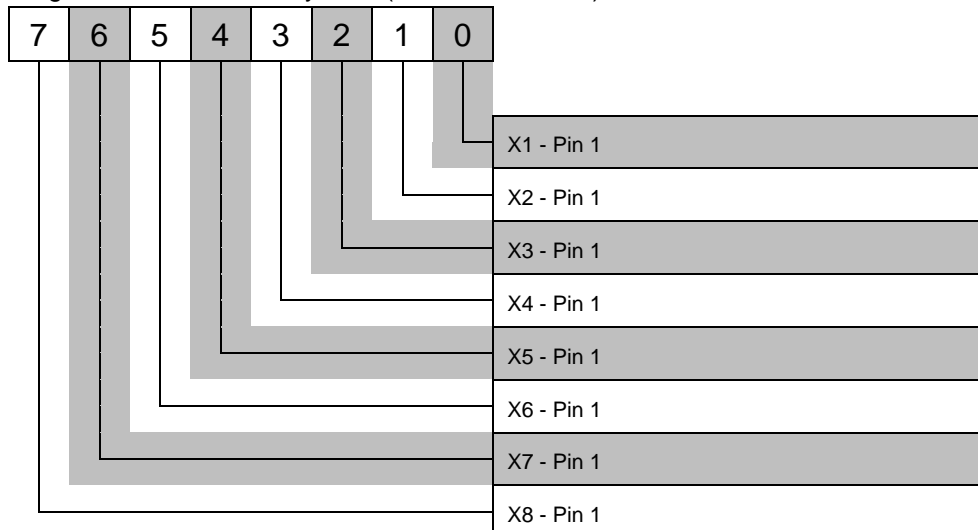 7 6 5 4 3 2 1 0
X1 - Pin 1
X2 - Pin 1
X3 - Pin 1
X4 - Pin 1
X5 - Pin 1
X6 - Pin 1
X7 - Pin 1
X8 - Pin 1